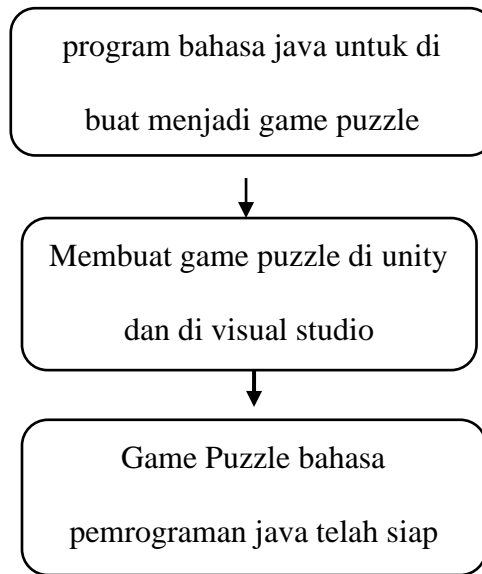 program bahasa java untuk di
buat menjadi game puzzle
Membuat game puzzle di unity
dan di visual studio
Game Puzzle bahasa
pemrograman java telah siap